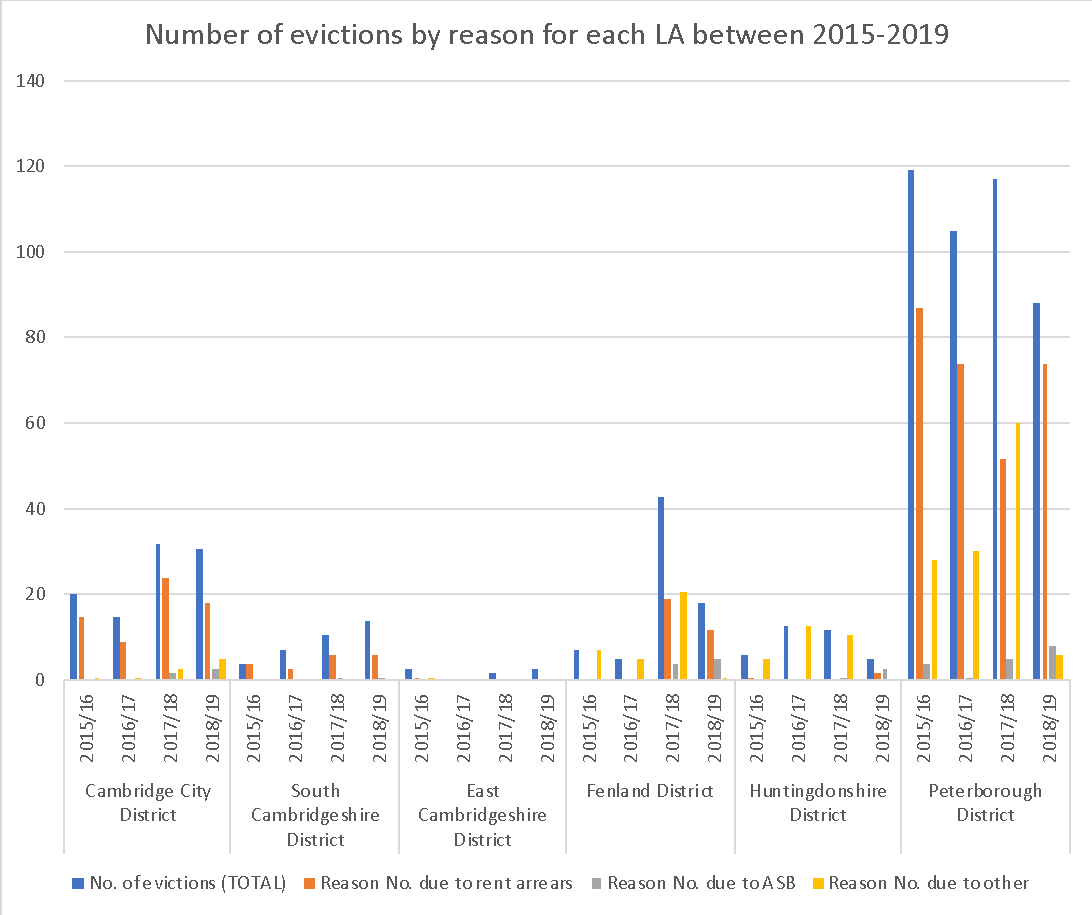 Number of evictions by reason for each LA between 2015-2019
140
120
100
80
60
40
20
0
2015/16 2016/17 2017/18 2018/19 2015/16 2016/17 2017/18 2018/19 2015/16 2016/17 2017/18 2018/19 2015/16 2016/17 2017/18 2018/19 2015/16 2016/17 2017/18 2018/19 2015/16 2016/17 2017/18 2018/19
Cambridge City
District
South
Cambridgeshire
District
East
Cambridgeshire
District
Fenland District
Huntingdonshire
District
Peterborough
District
No. of evictions (TOTAL) Reason No. due to rent arrears Reason No. due to ASB Reason No. due to other